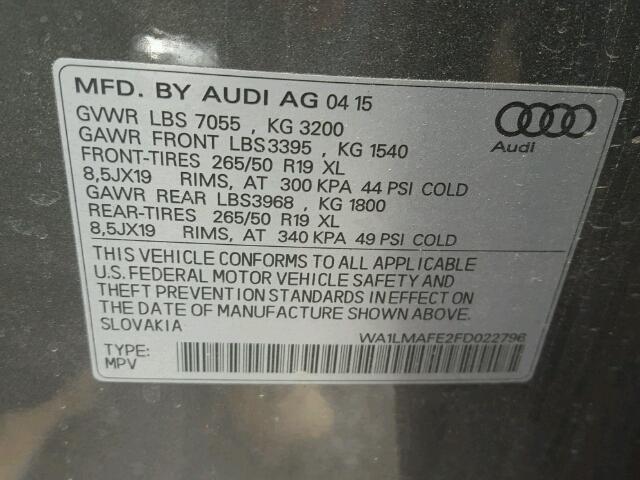 MFD. BY AUDI AG 04 15
GVWR LBS 7055 , KG 3200
GAWR FRONT LBS3395 , KG 1540
FRONT-TIRES 265/50 R19 XL
8,5JX19 RIMS, AT 300 KPA 44 PSI COLD
GAWR REAR LBS3968 , KG 1800
REAR-TIRES 265/50 R19 XL
8,5JX19 RIMS, AT 340 KPA 49 PSI COLD
Audi
THIS VEHICLE CONFORMS TO ALL APPLICABLE
U.S. FEDERAL MOTOR VEHICLE SAFETY AND
THEFT PREVENTION STANDARDS IN EFFECT ON
THE DATE OF MANUFACTURE SHOWN ABOVE.
SLOVAKIA
WA1LMAFE2FD022796
TYPE:
MPV